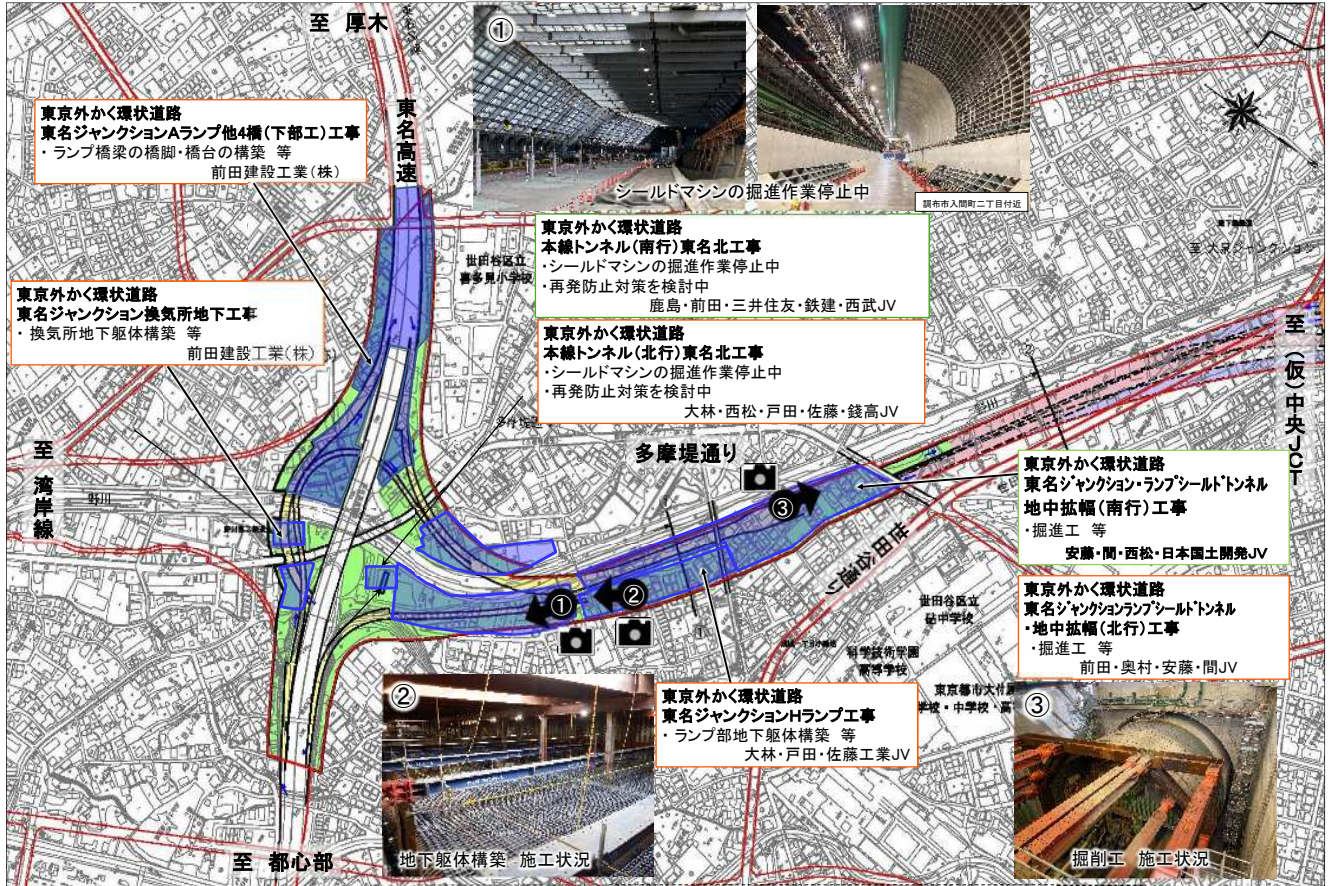 至 厚木
東名高速
①
シールドマシンの掘進作業停止中
調布市入間町二丁目付近
東京外かく環状道路
東名ジャンクションAランプ他4橋(下部工)工事
・ランプ橋梁の橋脚・橋台の構築 等
前田建設工業(株)
東京外かく環状道路
東名ジャンクション換気所地下工事
・換気所地下躯体構築 等
前田建設工業(株)
世田谷区立
喜多見小学校
東京外かく環状道路
本線トンネル(南行)東名北工事
・シールドマシンの掘進作業停止中
・再発防止対策を検討中
鹿島・前田・三井住友・鉄建・西武JV
東京外かく環状道路
本線トンネル(北行)東名北工事
・シールドマシンの掘進作業停止中
・再発防止対策を検討中
大林・西松・戸田・佐藤・錢高JV
至 大泉ジャンクション
至 (仮)中央JCT
至 湾岸線
野川
野川
多摩堤通り
世田谷通り
③
②
①
東京外かく環状道路
東名ジャンクション・ランプシールドトンネル
地中拡幅(南行)工事
・掘進工 等
安藤・間・西松・日本国土開発JV
東京外かく環状道路
東名ジャンクションランプシールドトンネル
・地中拡幅(北行)工事
・掘進工 等
前田・奥村・安藤・間JV
世田谷区立
砧中学校
科学技術学園
高等学校
東京都市大付属
東京外かく環状道路
東名ジャンクションHランプ工事
・ランプ部地下躯体構築 等
大林・戸田・佐藤工業JV
②
地下躯体構築 施工状況
③
掘削工 施工状況
至 都心部